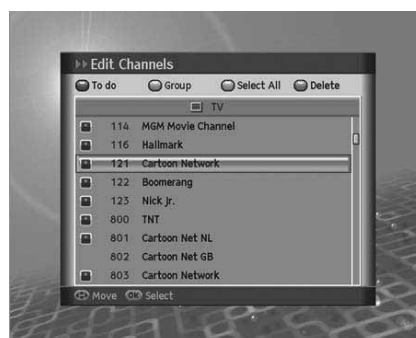 Edit Channels
To do Group Select All Delete
TV
114 MGM Movie Channel
116 Hallmark
121 Cartoon Network
122 Boomerang
123 Nick Jr.
800 TNT
801 Cartoon Net NL
802 Cartoon Net GB
803 Cartoon Network
Move OK Select